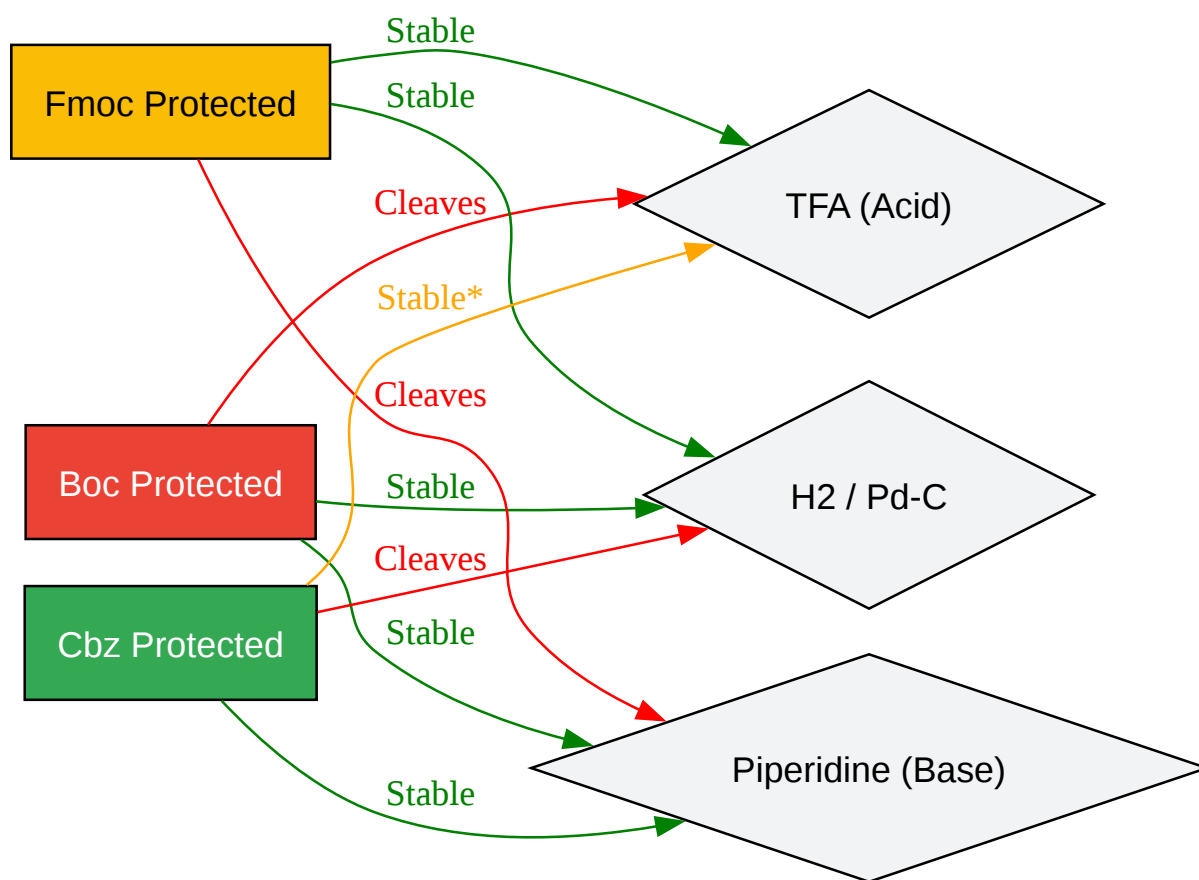 Stable
Fmoc Protected
Stable
Cleaves
TFA (Acid)
Stable*
Cleaves
Boc Protected
Stable
H2 / Pd-C
Cleaves
Cbz Protected
Stable
Piperidine (Base)
Stable